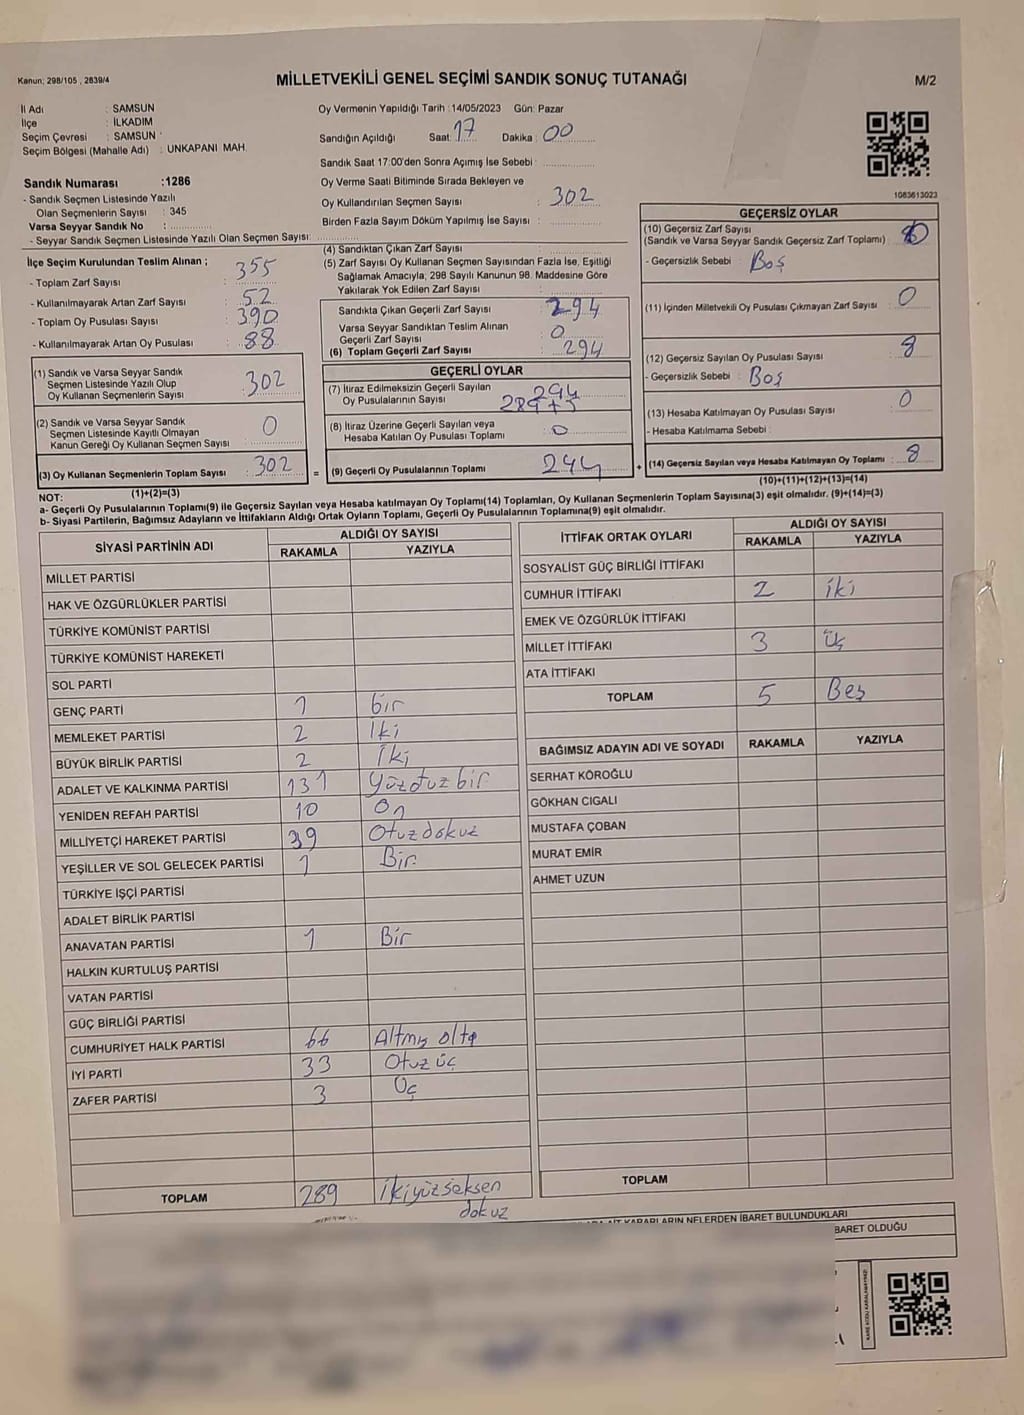 Kanun; 298/105 , 2839/4
MİLLETVEKİLİ GENEL SEÇİMİ SANDIK SONUÇ TUTANAĞI
M/2
İl Adı : SAMSUN
İlçe : İLKADIM
Seçim Çevresi : SAMSUN
Seçim Bölgesi (Mahalle Adı) : UNKAPANI MAH.
Sandık Numarası :1286
- Sandık Seçmen Listesinde Yazılı
Olan Seçmenlerin Sayısı : 345
Varsa Seyyar Sandık No :
- Seyyar Sandık Seçmen Listesinde Yazılı Olan Seçmen Sayısı:
Oy Vermenin Yapıldığı Tarih :14/05/2023 Gün: Pazar
Sandığın Açıldığı Saat: 17 Dakika : 00
Sandık Saat 17:00'den Sonra Açımış İse Sebebi :
Oy Verme Saati Bitiminde Sırada Bekleyen ve
Oy Kullandırılan Seçmen Sayısı : 302
Birden Fazla Sayım Döküm Yapılmış İse Sayısı :
1083613023
İlçe Seçim Kurulundan Teslim Alınan ;
- Toplam Zarf Sayısı : 355
- Kullanılmayarak Artan Zarf Sayısı : 52
- Toplam Oy Pusulası Sayısı : 390
- Kullanılmayarak Artan Oy Pusulası : 88
(1) Sandık ve Varsa Seyyar Sandık
Seçmen Listesinde Yazılı Olup
Oy Kullanan Seçmenlerin Sayısı : 302
(2) Sandık ve Varsa Seyyar Sandık
Seçmen Listesinde Kayıtlı Olmayan
Kanun Gereği Oy Kullanan Seçmen Sayısı : 0
(3) Oy Kullanan Seçmenlerin Toplam Sayısı : 302
(1)+(2)=(3)
(4) Sandıktan Çıkan Zarf Sayısı :
(5) Zarf Sayısı Oy Kullanan Seçmen Sayısından Fazla İse, Eşitliği
Sağlamak Amacıyla, 298 Sayılı Kanunun 98. Maddesine Göre
Yakılarak Yok Edilen Zarf Sayısı :
Sandıkta Çıkan Geçerli Zarf Sayısı : 294
Varsa Seyyar Sandıktan Teslim Alınan
Geçerli Zarf Sayısı : 0
(6) Toplam Geçerli Zarf Sayısı : 294
GEÇERLİ OYLAR
(7) İtiraz Edilmeksizin Geçerli Sayılan 294
Oy Pusulalarının Sayısı 289+5
(8) İtiraz Üzerine Geçerli Sayılan veya
Hesaba Katılan Oy Pusulası Toplamı : 0
= (9) Geçerli Oy Pusulalarının Toplamı : 294
GEÇERSİZ OYLAR
(10) Geçersiz Zarf Sayısı
(Sandık ve Varsa Seyyar Sandık Geçersiz Zarf Toplamı) :
- Geçersizlik Sebebi : Boş
(11) İçinden Milletvekili Oy Pusulası Çıkmayan Zarf Sayısı : 0
(12) Geçersiz Sayılan Oy Pusulası Sayısı : 8
- Geçersizlik Sebebi : Boş
(13) Hesaba Katılmayan Oy Pusulası Sayısı : 0
- Hesaba Katılmama Sebebi :
+ (14) Geçersiz Sayılan veya Hesaba Katılmayan Oy Toplamı : 8
(10)+(11)+(12)+(13)=(14)
NOT:
a- Geçerli Oy Pusulalarının Toplamı(9) ile Geçersiz Sayılan veya Hesaba katılmayan Oy Toplamı(14) Toplamları, Oy Kullanan Seçmenlerin Toplam Sayısına(3) eşit olmalıdır. (9)+(14)=(3)
b- Siyasi Partilerin, Bağımsız Adayların ve İttifakların Aldığı Ortak Oyların Toplamı, Geçerli Oy Pusulalarının Toplamına(9) eşit olmalıdır.
SİYASİ PARTİNİN ADI ALDIĞI OY SAYISI
RAKAMLA YAZIYLA
MİLLET PARTİSİ
HAK VE ÖZGÜRLÜKLER PARTİSİ
TÜRKİYE KOMÜNİST PARTİSİ
TÜRKİYE KOMÜNİST HAREKETİ
SOL PARTİ
GENÇ PARTİ 1 bir
MEMLEKET PARTİSİ 2 İki
BÜYÜK BİRLİK PARTİSİ 2 İki
ADALET VE KALKINMA PARTİSİ 131 Yüzotuzbir
YENİDEN REFAH PARTİSİ 10 On
MİLLİYETÇİ HAREKET PARTİSİ 39 Otuzdokuz
YEŞİLLER VE SOL GELECEK PARTİSİ 1 Bir
TÜRKİYE İŞÇİ PARTİSİ
ADALET BİRLİK PARTİSİ
ANAVATAN PARTİSİ 1 Bir
HALKIN KURTULUŞ PARTİSİ
VATAN PARTİSİ
GÜÇ BİRLİĞİ PARTİSİ
CUMHURİYET HALK PARTİSİ 66 Altmış altı
İYİ PARTİ 33 Otuz üç
ZAFER PARTİSİ 3 Üç
TOPLAM 289 İkiyüzseksen
dokuz
İTTİFAK ORTAK OYLARI ALDIĞI OY SAYISI
RAKAMLA YAZIYLA
SOSYALİST GÜÇ BİRLİĞİ İTTİFAKI
CUMHUR İTTİFAKI 2 iki
EMEK VE ÖZGÜRLÜK İTTİFAKI
MİLLET İTTİFAKI 3 üç
ATA İTTİFAKI
TOPLAM 5 Beş
BAĞIMSIZ ADAYIN ADI VE SOYADI RAKAMLA YAZIYLA
SERHAT KÖROĞLU
GÖKHAN CIGALI
MUSTAFA ÇOBAN
MURAT EMİR
AHMET UZUN
TOPLAM
KARARLARIN NELERDEN İBARET BULUNDUKLARI
İBARET OLDUĞU